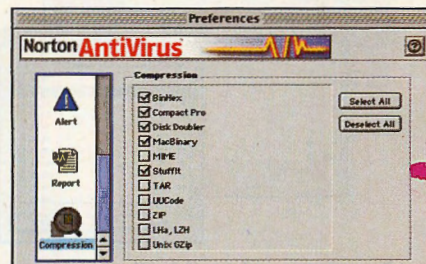 Preferences
Norton AntiVirus
Compression
Alert
Report
Compression
BinHex
Compact Pro
Disk Doubler
MacBinary
MIME
StuffIt
TAR
UUCode
ZIP
LHa, LZH
Unix GZip
Select All
Deselect All